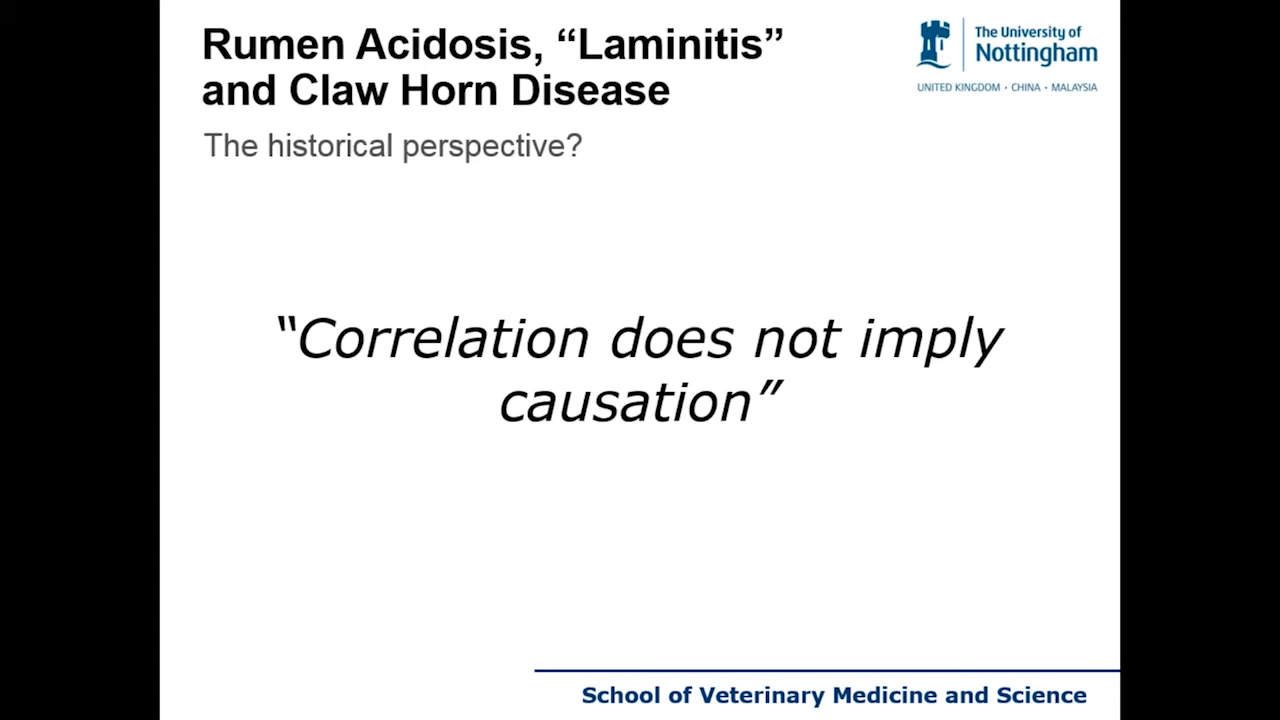 Rumen Acidosis, “Laminitis”
and Claw Horn Disease
The historical perspective?
The University of
Nottingham
UNITED KINGDOM · CHINA · MALAYSIA
“Correlation does not imply
causation”
School of Veterinary Medicine and Science